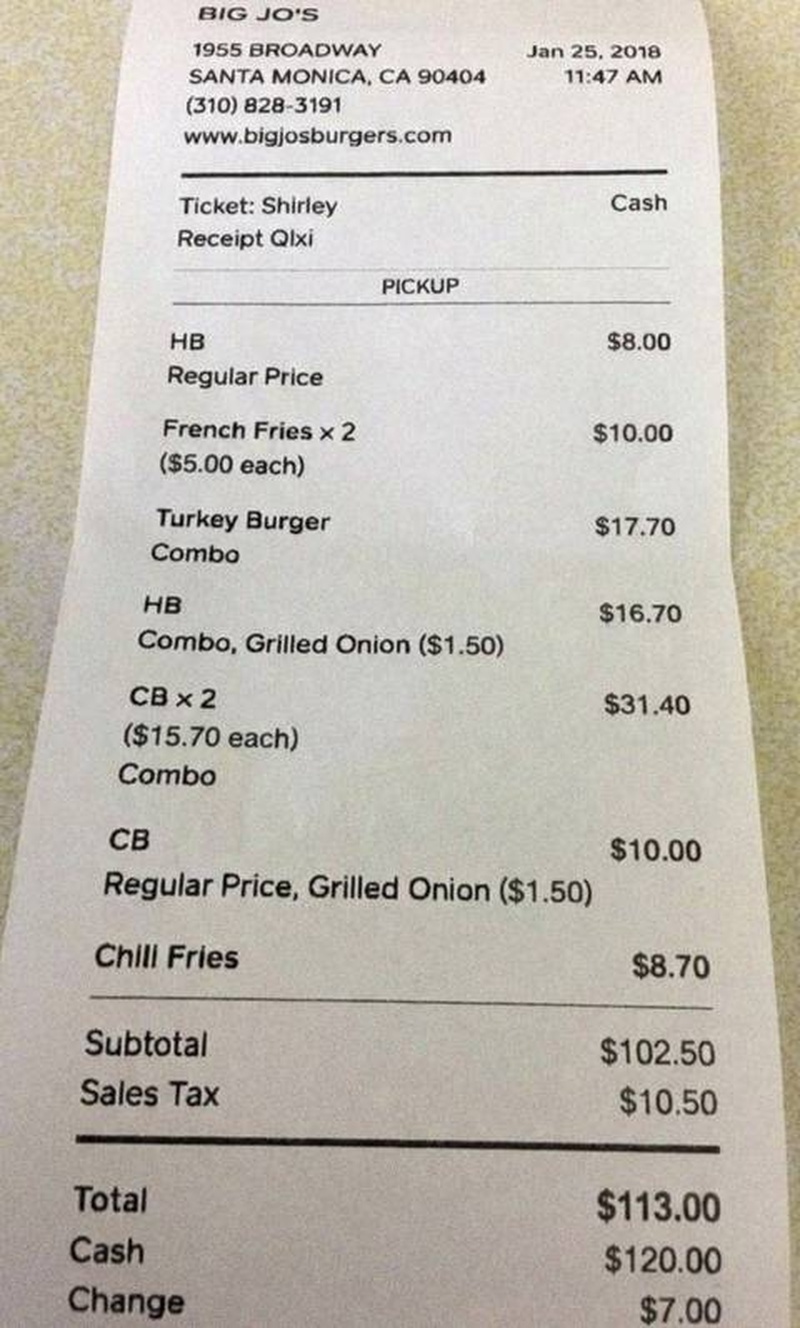 BIG JO'S
1955 BROADWAY Jan 25, 2018
SANTA MONICA, CA 90404 11:47 AM
(310) 828-3191
www.bigjosburgers.com
Ticket: Shirley Cash
Receipt Qlxi
PICKUP
HB $8.00
Regular Price
French Fries x 2 $10.00
($5.00 each)
Turkey Burger $17.70
Combo
HB $16.70
Combo, Grilled Onion ($1.50)
CB x 2 $31.40
($15.70 each)
Combo
CB $10.00
Regular Price, Grilled Onion ($1.50)
Chili Fries $8.70
Subtotal $102.50
Sales Tax $10.50
Total $113.00
Cash $120.00
Change $7.00